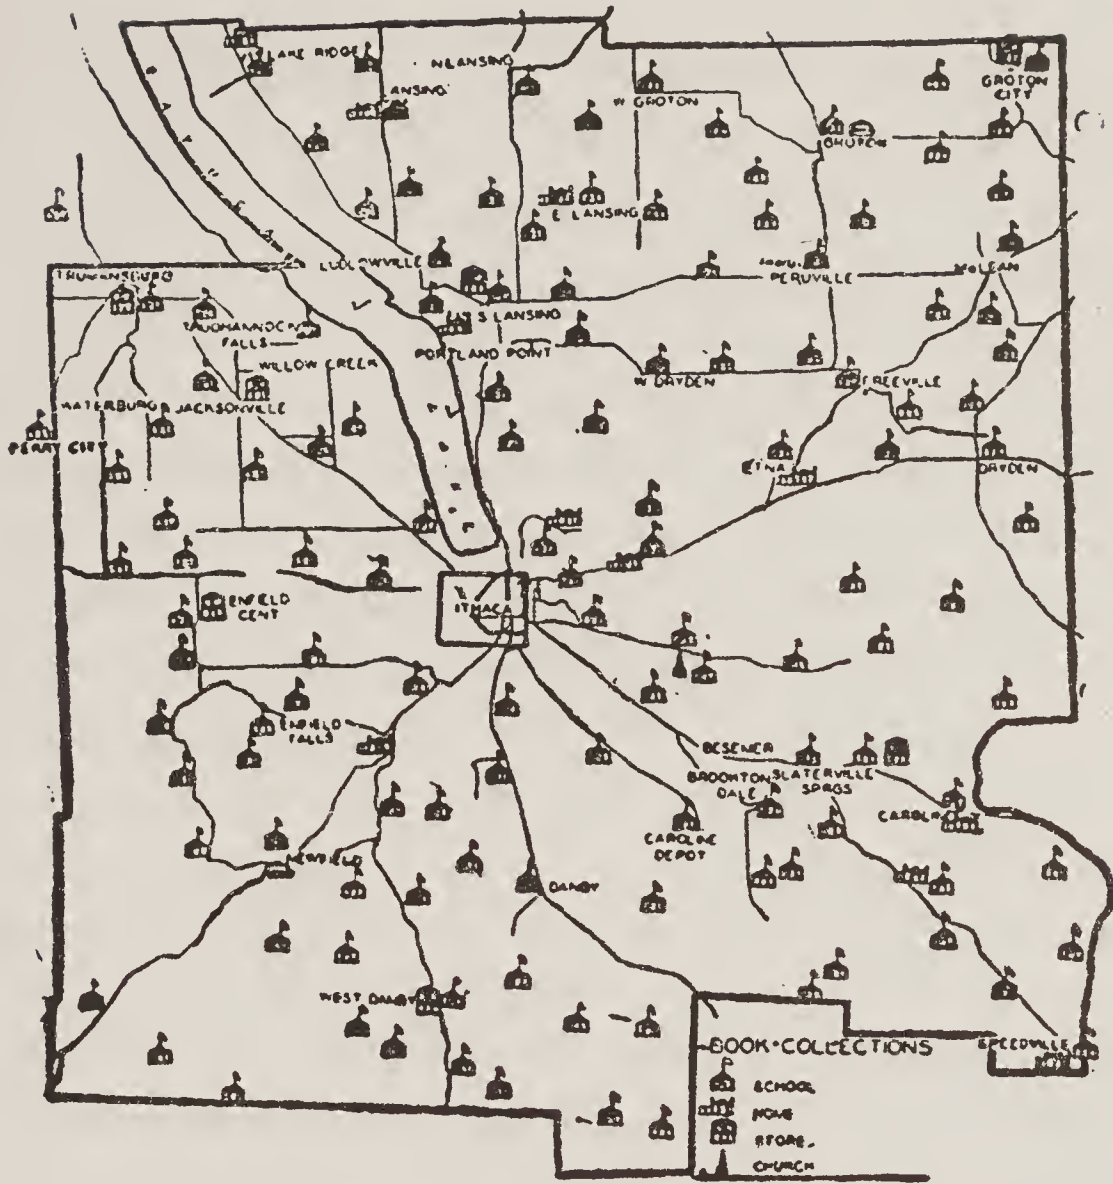 LAKE RIDGE
N LANSING
GROTON
CITY
W GROTON
CAYUGA
E. LANSING
LUDLOWVILLE
TRUMANSBURG
PERUVILLE
McLEAN
S LANSING
TAUGHANNOCK
FALLS
PORTLAND POINT
WILLOW CREEK
W. DRYDEN
FREEVILLE
WATERBURG
JACKSONVILLE
LAKE
PERRY CITY
ETNA
DRYDEN
ITHACA
ENFIELD
CENT
ENFIELD
FALLS
BESEMER
BROOKTON
DALE
SLATERVILLE
SPRGS
CAROLINE
CAROLINE
DEPOT
NEWFIELD
DANBY
WEST DANBY
SPEEDVILLE
BOOK·COLLECTIONS
SCHOOL
HOME
STORE
CHURCH